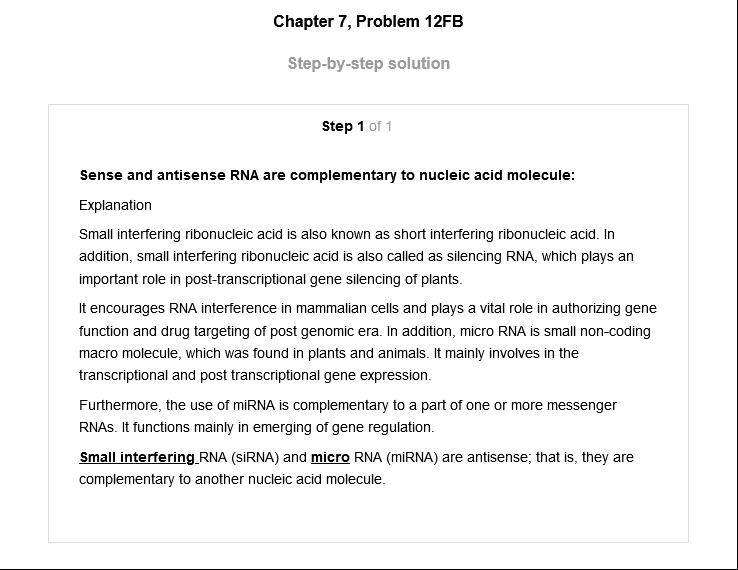 Chapter 7, Problem 12FB
Step-by-step solution
Step 1 of 1
Sense and antisense RNA are complementary to nucleic acid molecule:
Explanation
Small interfering ribonucleic acid is also known as short interfering ribonucleic acid. In
addition, small interfering ribonucleic acid is also called as silencing RNA, which plays an
important role in post-transcriptional gene silencing of plants.
It encourages RNA interference in mammalian cells and plays a vital role in authorizing gene
function and drug targeting of post genomic era. In addition, micro RNA is small non-coding
macro molecule, which was found in plants and animals. It mainly involves in the
transcriptional and post transcriptional gene expression.
Furthermore, the use of miRNA is complementary to a part of one or more messenger
RNAs. It functions mainly in emerging of gene regulation.
Small interfering RNA (siRNA) and micro RNA (miRNA) are antisense; that is, they are
complementary to another nucleic acid molecule.